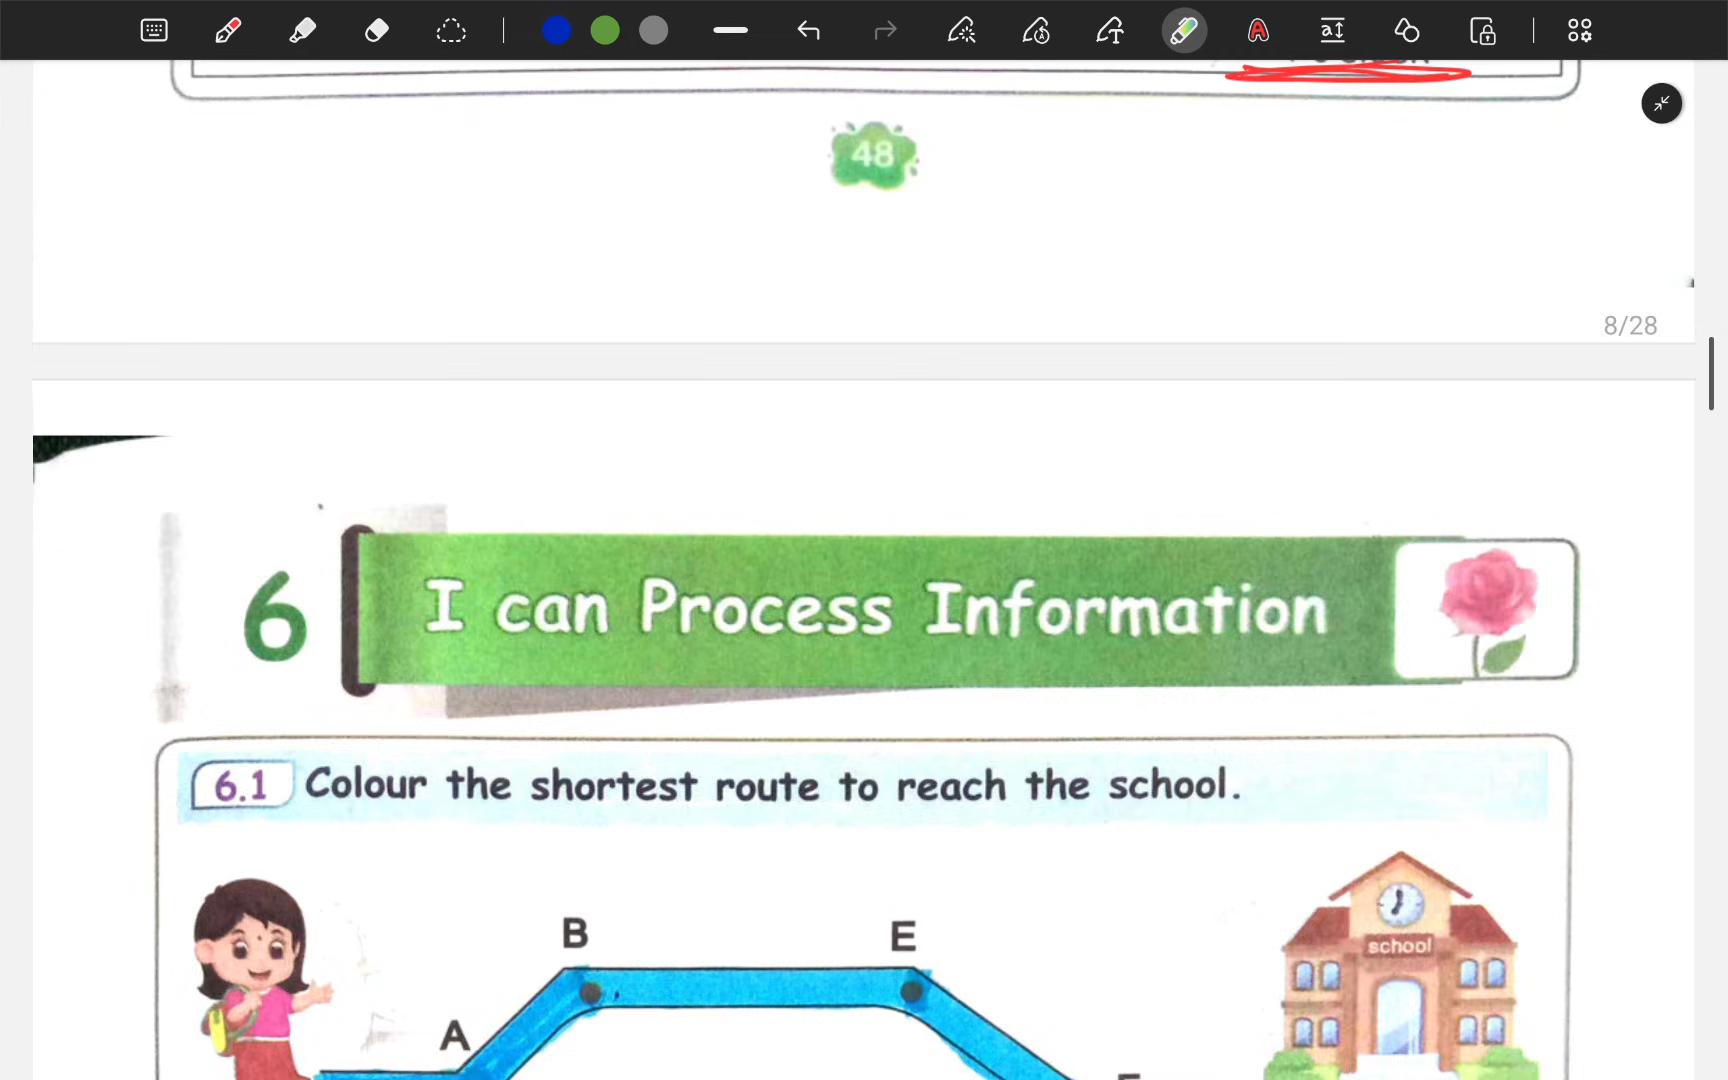 48
8/28
6
I can Process Information
6.1 Colour the shortest route to reach the school.
B
E
school
A